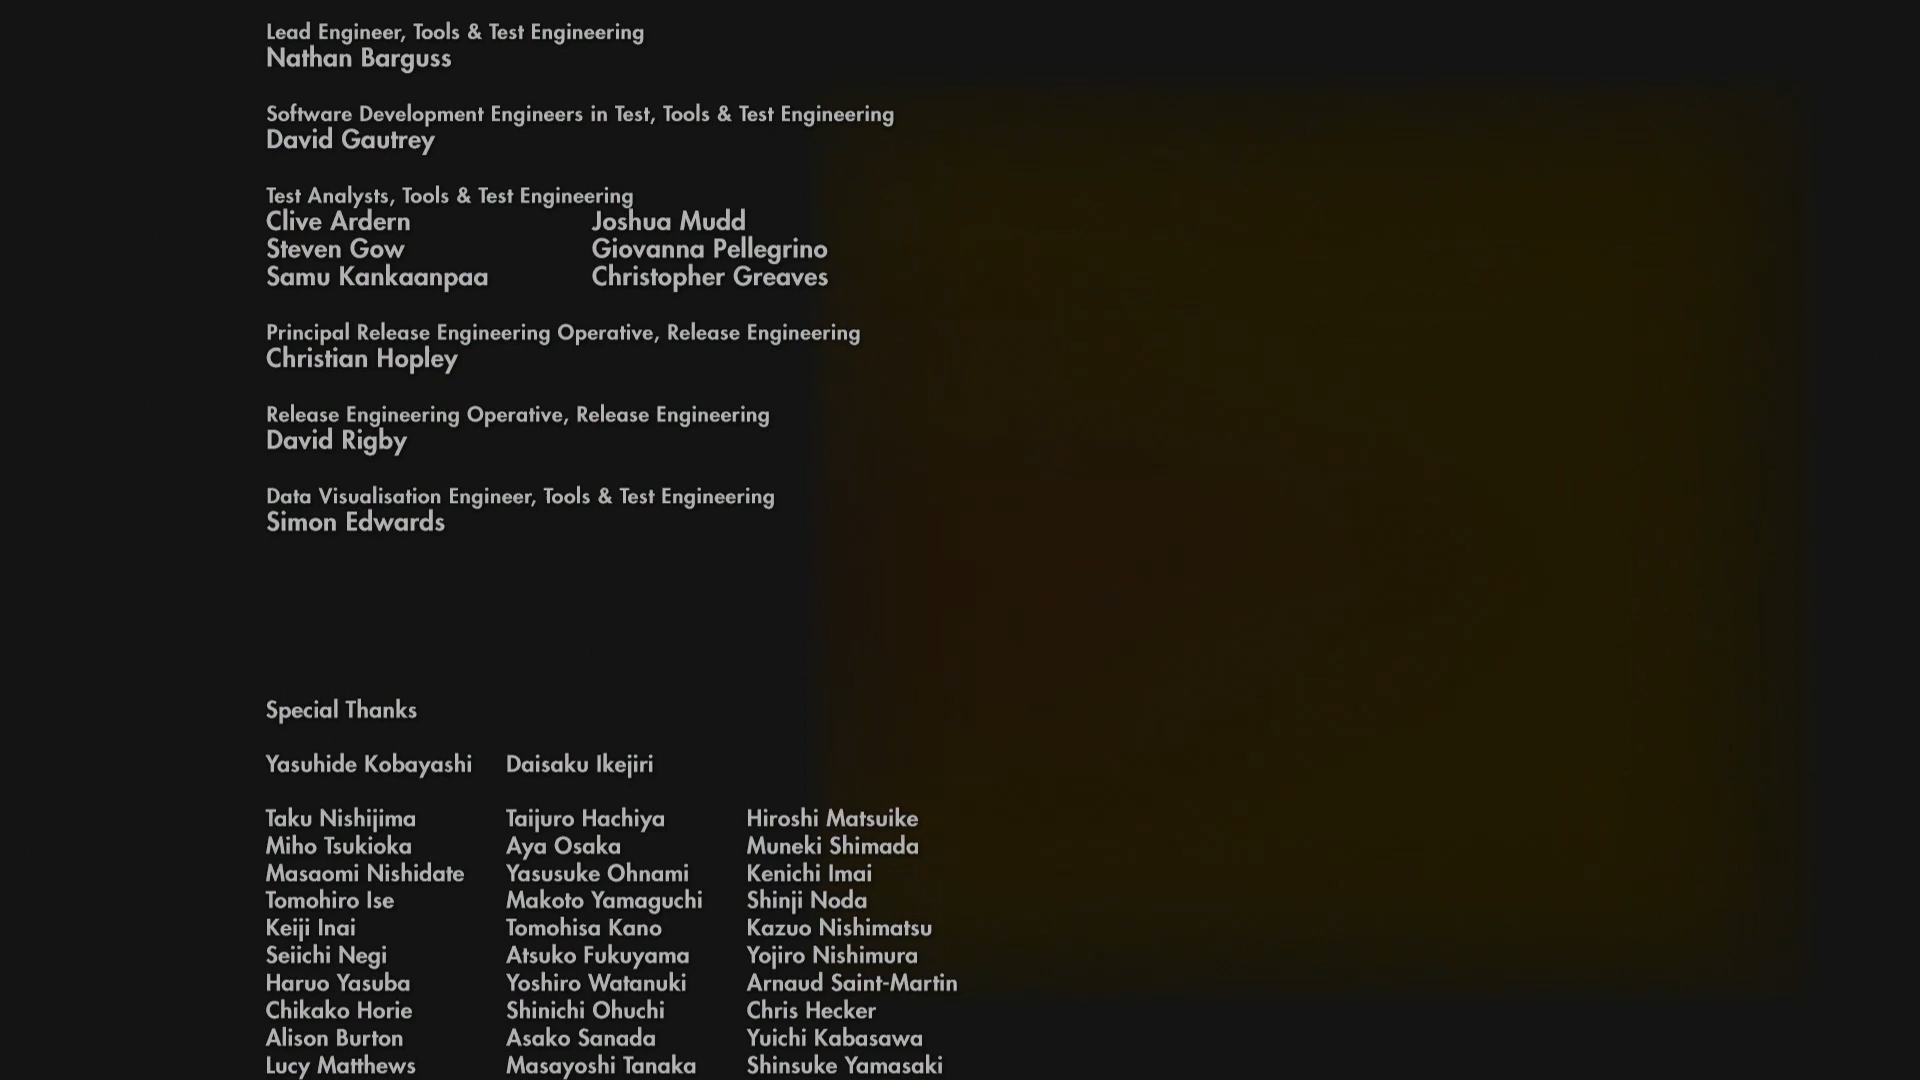 Lead Engineer, Tools & Test Engineering
Nathan Barguss
Software Development Engineers in Test, Tools & Test Engineering
David Gautrey
Test Analysts, Tools & Test Engineering
Clive Ardern Joshua Mudd
Steven Gow Giovanna Pellegrino
Samu Kankaanpaa Christopher Greaves
Principal Release Engineering Operative, Release Engineering
Christian Hopley
Release Engineering Operative, Release Engineering
David Rigby
Data Visualisation Engineer, Tools & Test Engineering
Simon Edwards
Special Thanks
Yasuhide Kobayashi Daisaku Ikejiri
Taku Nishijima Taijuro Hachiya Hiroshi Matsuike
Miho Tsukioka Aya Osaka Muneki Shimada
Masaomi Nishidate Yasusuke Ohnami Kenichi Imai
Tomohiro Ise Makoto Yamaguchi Shinji Noda
Keiji Inai Tomohisa Kano Kazuo Nishimatsu
Seiichi Negi Atsuko Fukuyama Yojiro Nishimura
Haruo Yasuba Yoshiro Watanuki Arnaud Saint-Martin
Chikako Horie Shinichi Ohuchi Chris Hecker
Alison Burton Asako Sanada Yuichi Kabasawa
Lucy Matthews Masayoshi Tanaka Shinsuke Yamasaki